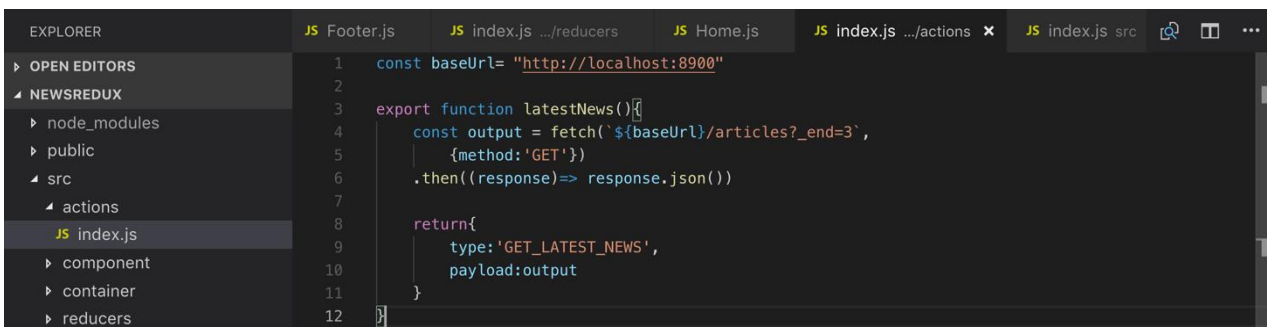 EXPLORER
JS Footer.js JS index.js .../reducers JS Home.js JS index.js .../actions × JS index.js src ...
OPEN EDITORS
NEWSREDUX
node_modules
public
src
actions
JS index.js
component
container
reducers
1 const baseUrl= "http://localhost:8900"
2
3 export function latestNews(){
4 const output = fetch(`${baseUrl}/articles?_end=3`,
5 {method:'GET'})
6 .then((response)=> response.json())
7
8 return{
9 type:'GET_LATEST_NEWS',
10 payload:output
11 }
12 }